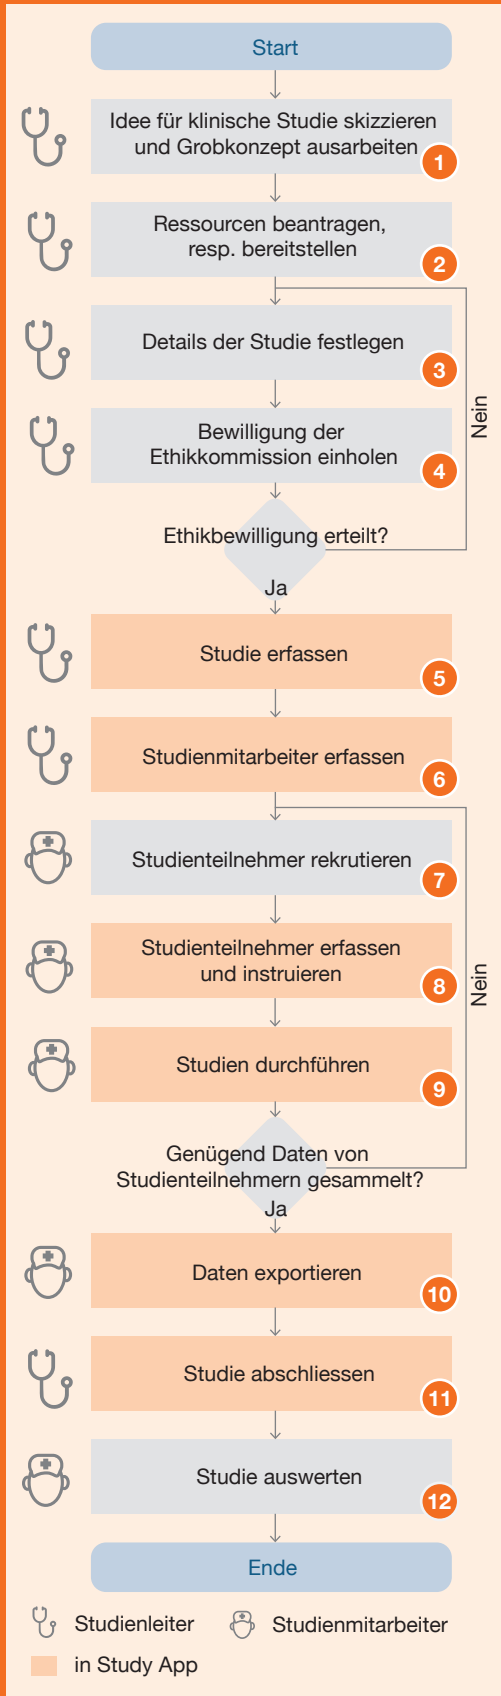 Start
Idee für klinische Studie skizzieren
und Grobkonzept ausarbeiten
1
Ressourcen beantragen,
resp. bereitstellen
2
Details der Studie festlegen
3
Nein
Bewilligung der
Ethikkommission einholen
4
Ethikbewilligung erteilt?
Ja
Studie erfassen
5
Studienmitarbeiter erfassen
6
Studienteilnehmer rekrutieren
7
Studienteilnehmer erfassen
und instruieren
8
Nein
Studien durchführen
9
Genügend Daten von
Studienteilnehmern gesammelt?
Ja
Daten exportieren
10
Studie abschliessen
11
Studie auswerten
12
Ende
Studienleiter
Studienmitarbeiter
in Study App